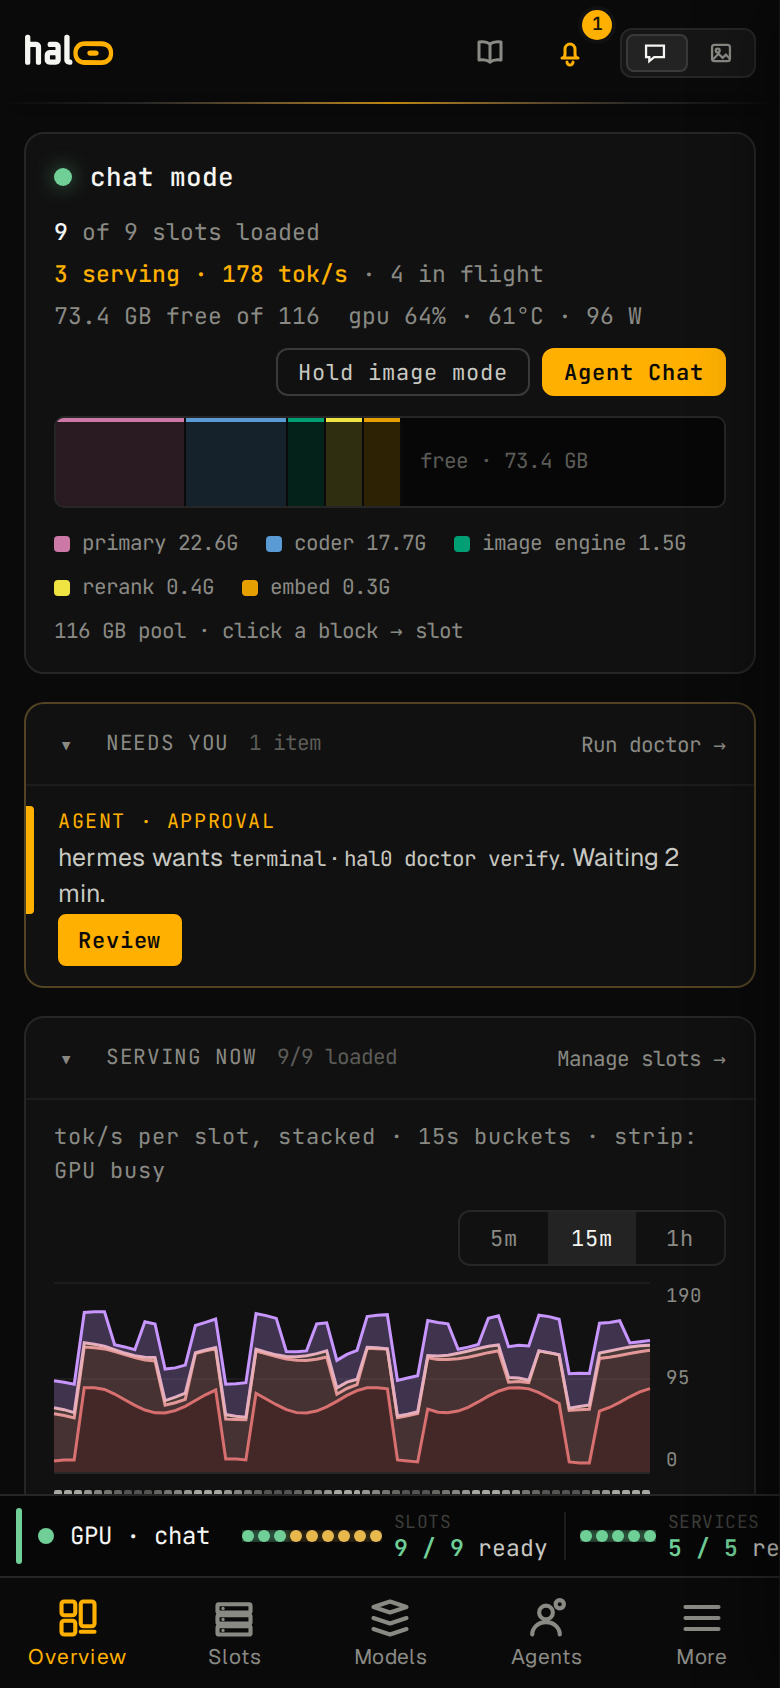 halo
1
chat mode
9 of 9 slots loaded
3 serving · 178 tok/s · 4 in flight
73.4 GB free of 116 gpu 64% · 61°C · 96 W
Hold image mode
Agent Chat
free · 73.4 GB
primary 22.6G coder 17.7G image engine 1.5G
rerank 0.4G embed 0.3G
116 GB pool · click a block → slot
▼ NEEDS YOU 1 item Run doctor →
AGENT · APPROVAL
hermes wants terminal·hal0 doctor verify. Waiting 2
min.
Review
▼ SERVING NOW 9/9 loaded Manage slots →
tok/s per slot, stacked · 15s buckets · strip:
GPU busy
5m 15m 1h
190
95
0
GPU · chat
SLOTS
9 / 9 ready
SERVICES
5 / 5 re
Overview Slots Models Agents More